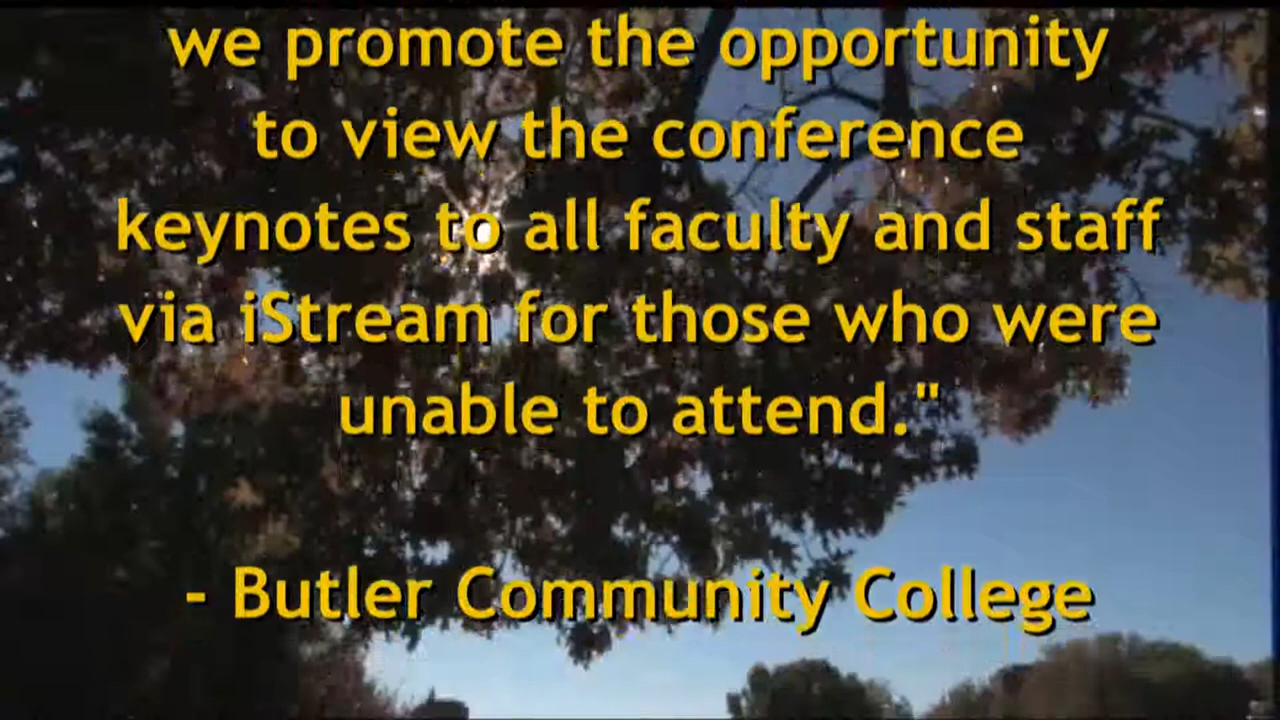 we promote the opportunity
to view the conference
keynotes to all faculty and staff
via iStream for those who were
unable to attend."
- Butler Community College